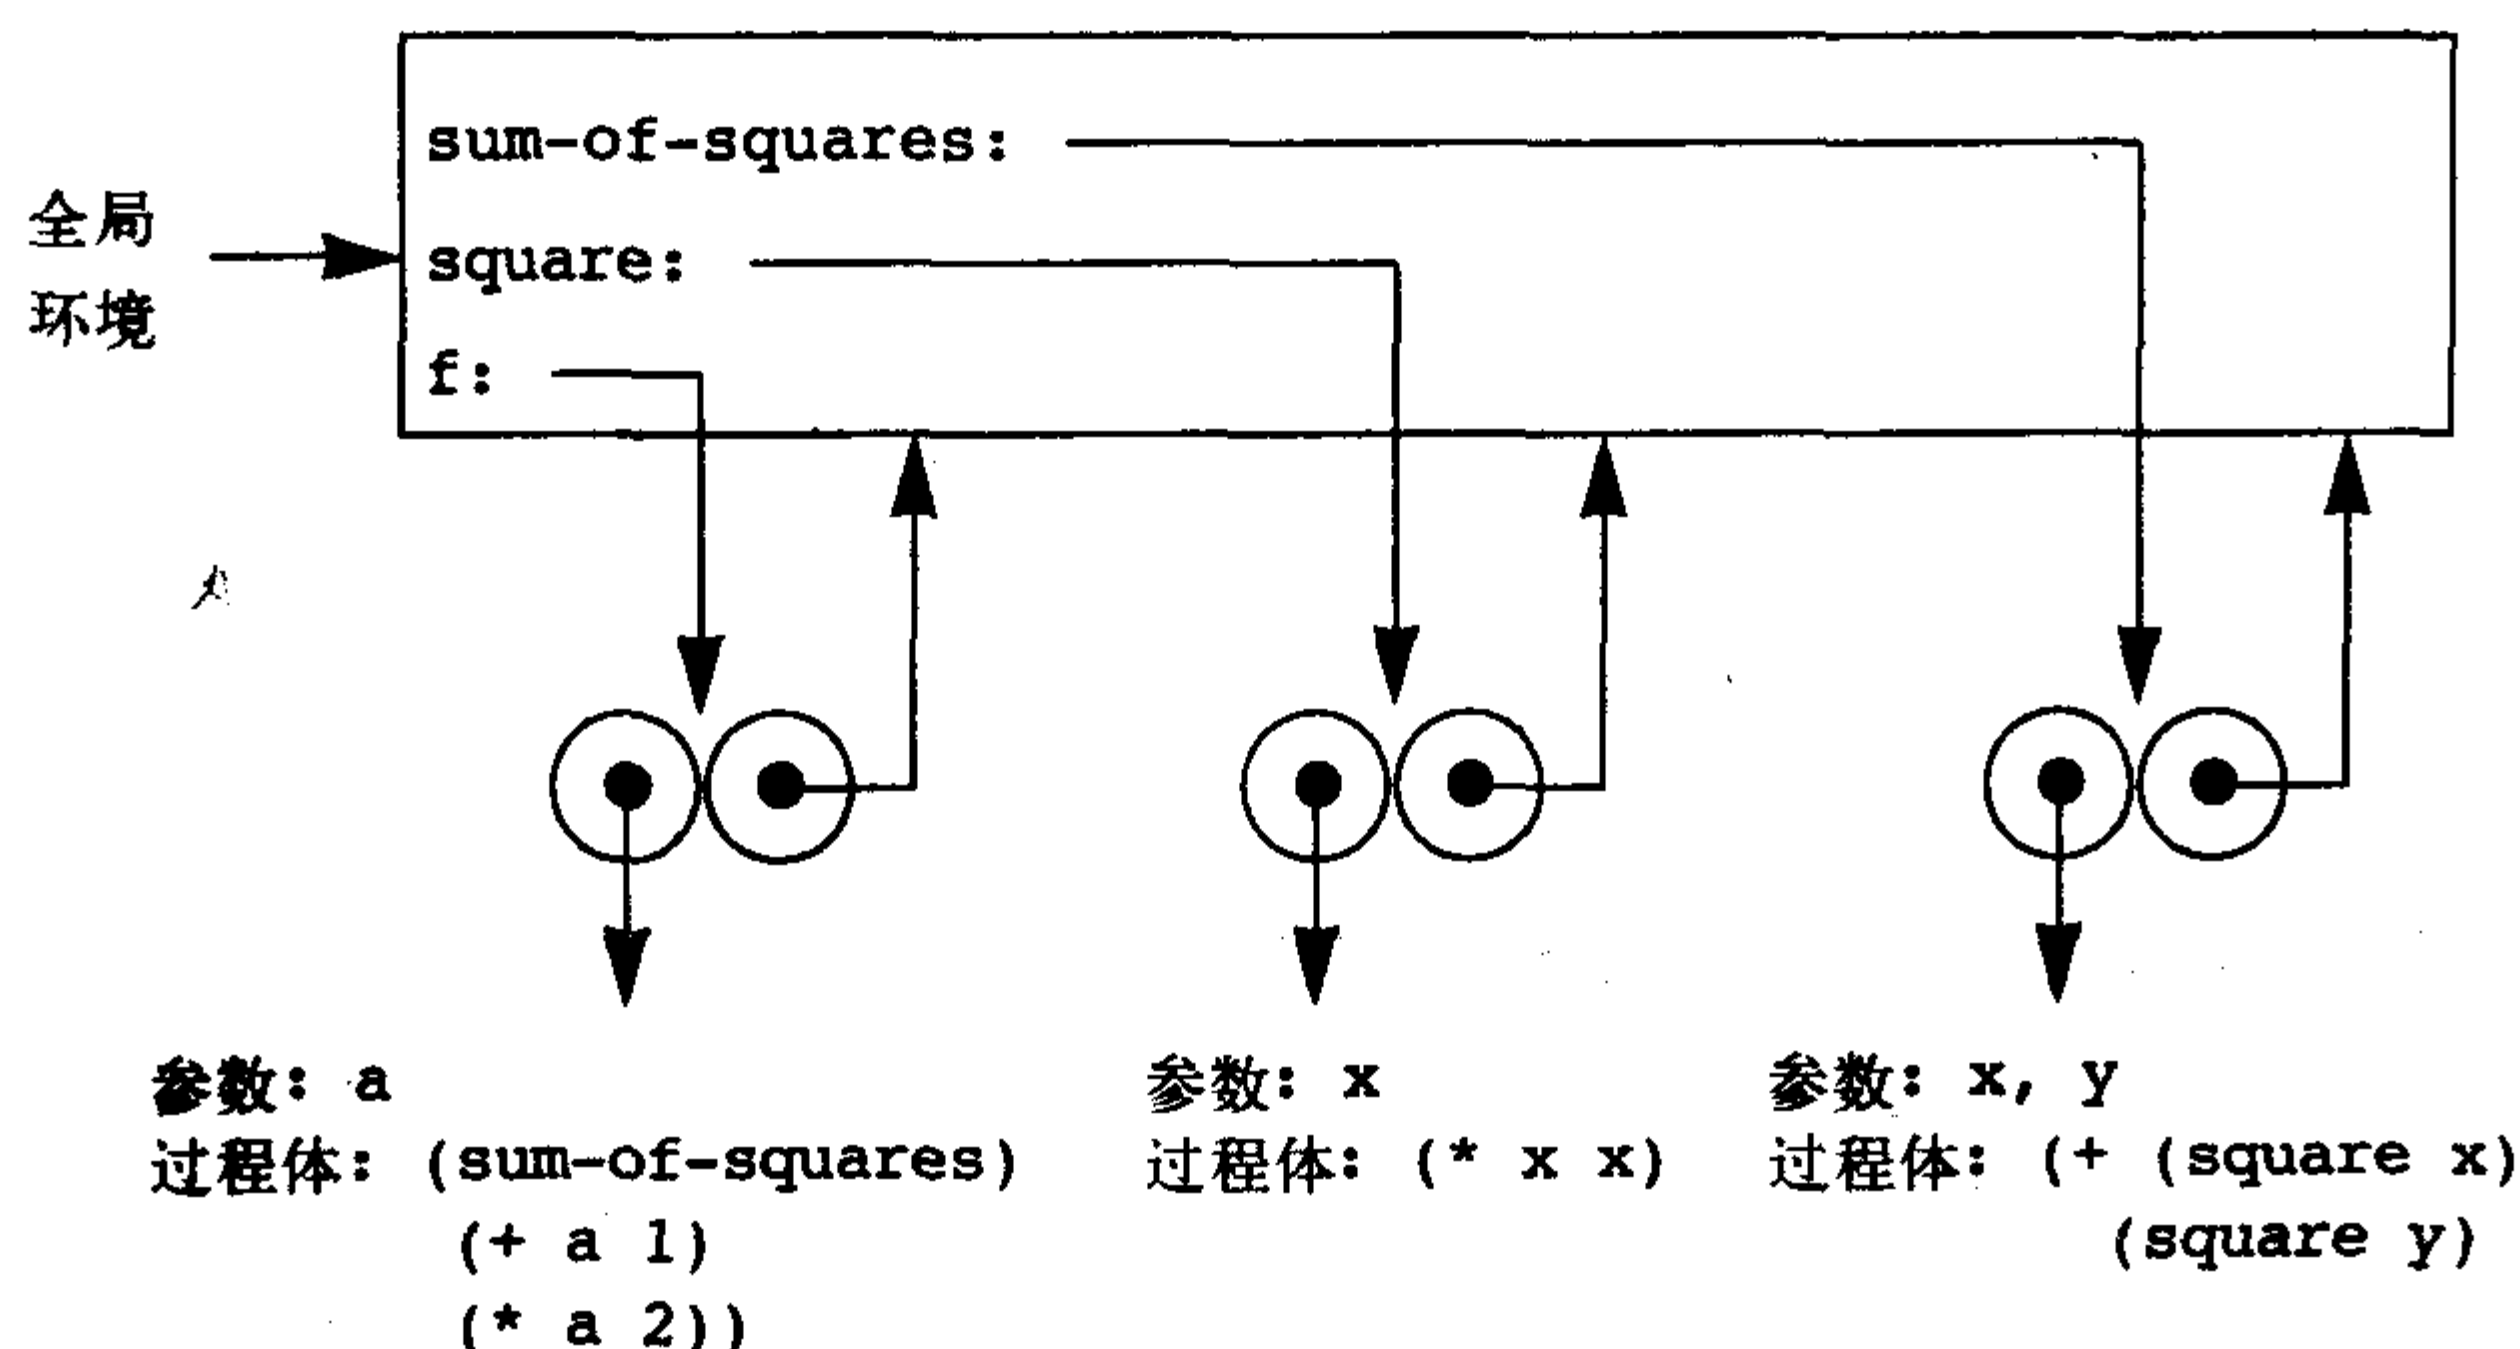 sum-of-squares:
全局
环境
square:
f:
参数: a
过程体: (sum-of-squares)
(+ a 1)
(* a 2))
参数: x
过程体: (* x x)
参数: x, y
过程体: (+ (square x)
(square y)